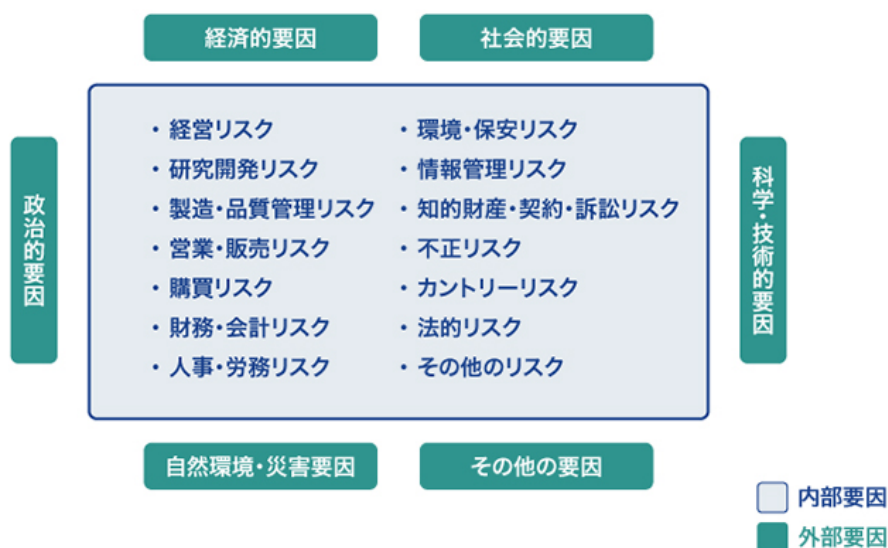 経済的要因
社会的要因
政治的要因
・経営リスク
・研究開発リスク
・製造・品質管理リスク
・営業・販売リスク
・購買リスク
・財務・会計リスク
・人事・労務リスク
・環境・保安リスク
・情報管理リスク
・知的財産・契約・訴訟リスク
・不正リスク
・カントリーリスク
・法的リスク
・その他のリスク
科学・技術的要因
自然環境・災害要因
その他の要因
内部要因
外部要因